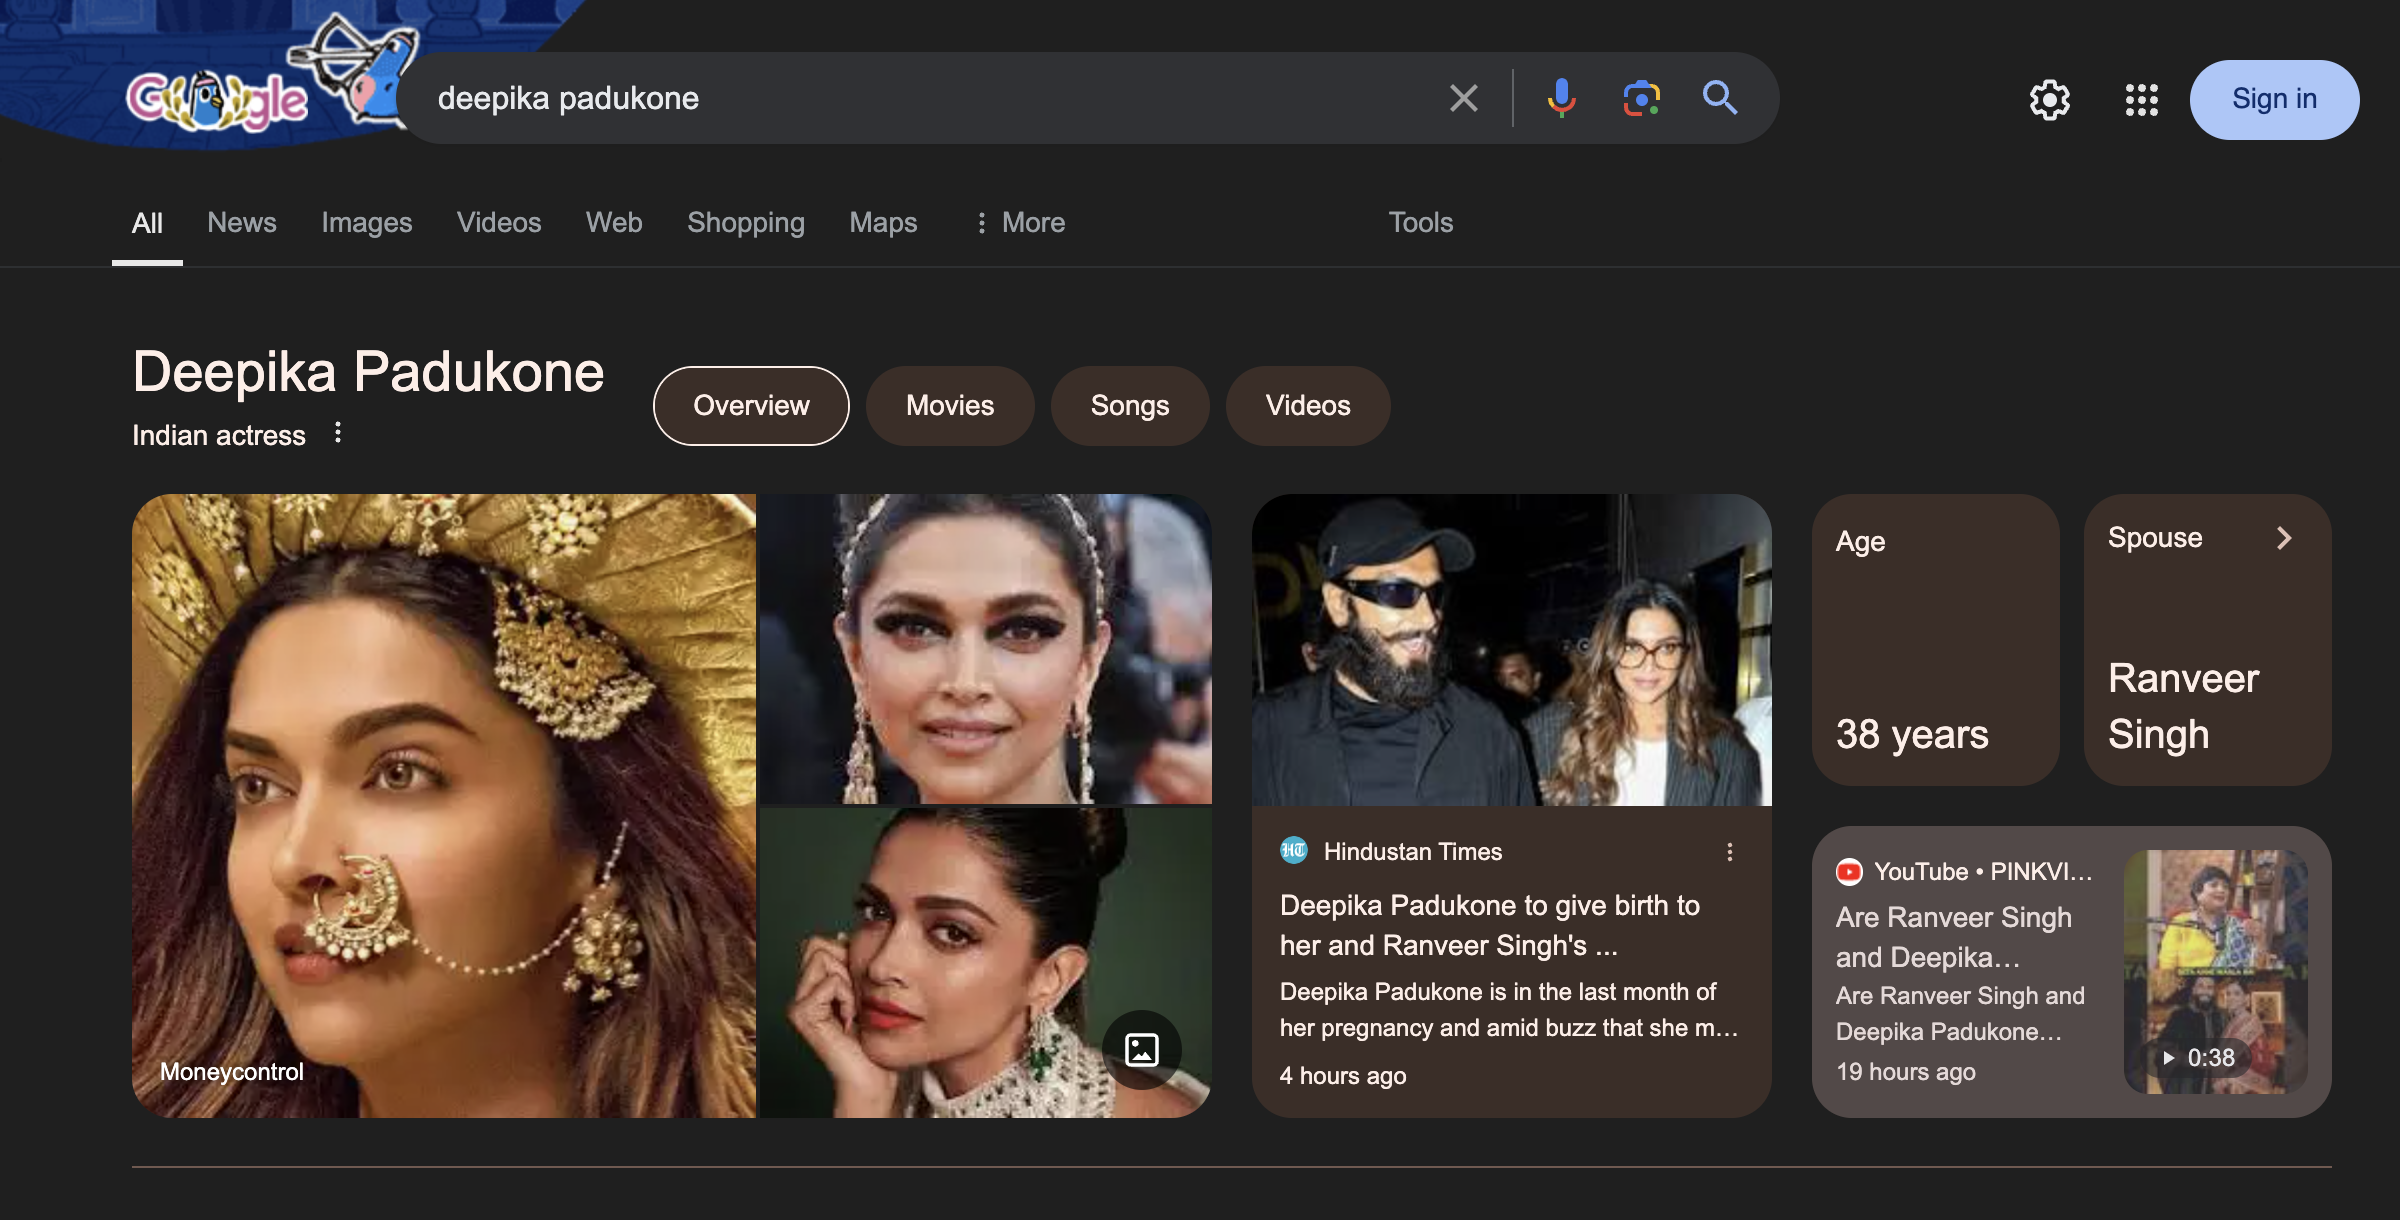 Google
deepika padukone
Sign in
All News Images Videos Web Shopping Maps More Tools
Deepika Padukone
Indian actress
Overview Movies Songs Videos
Moneycontrol
Hindustan Times
Deepika Padukone to give birth to
her and Ranveer Singh's ...
Deepika Padukone is in the last month of
her pregnancy and amid buzz that she m...
4 hours ago
Age
38 years
Spouse
Ranveer
Singh
YouTube • PINKVI...
Are Ranveer Singh
and Deepika...
Are Ranveer Singh and
Deepika Padukone...
19 hours ago
0:38